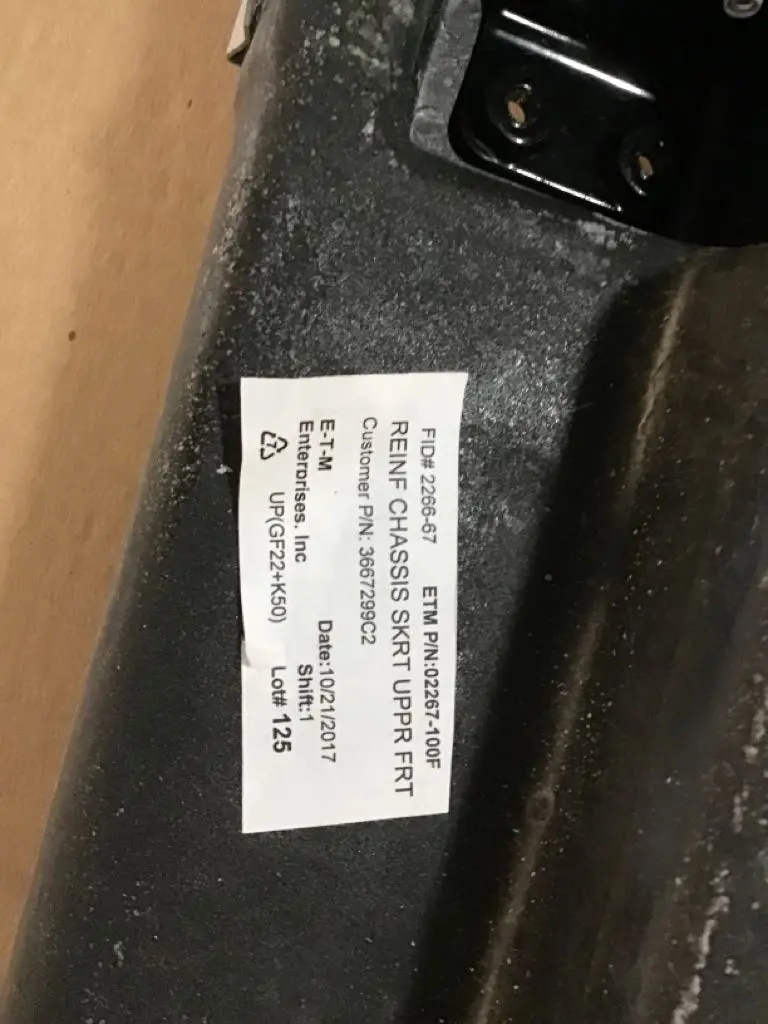 FID# 2266-67 ETM P/N:02267-100F
REINF CHASSIS SKRT UPPR FRT
Customer P/N: 3667299C2
E-T-M Date:10/21/2017
Enterprises. Inc Shift:1
7 UP(GF22+K50) Lot# 125